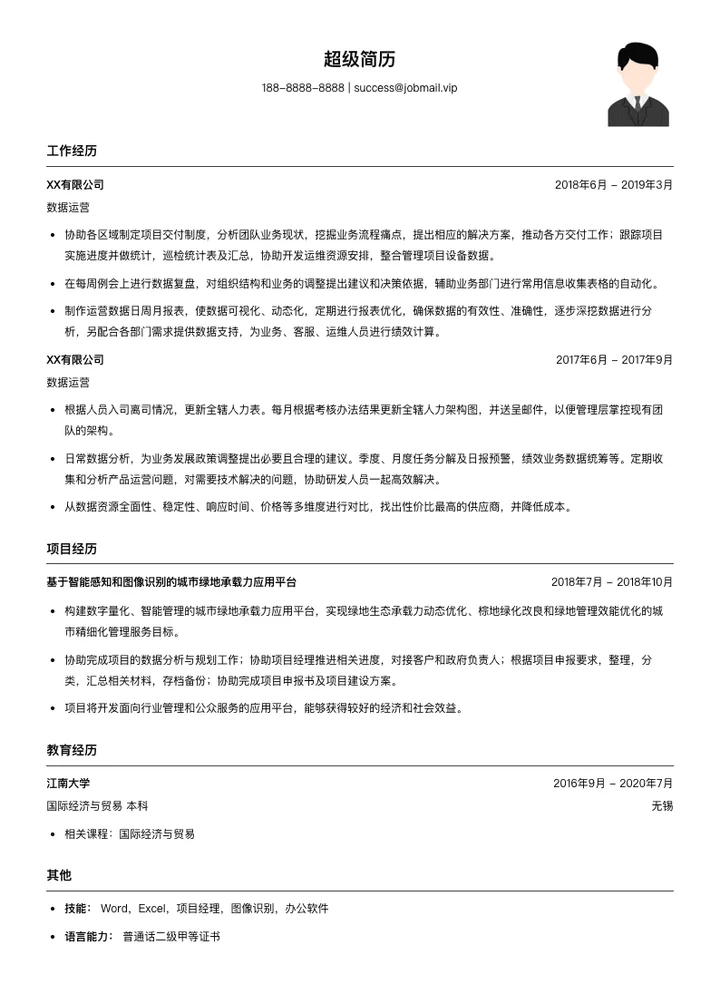 超级简历
188-8888-8888 | success@jobmail.vip
工作经历
XX有限公司 2018年6月 – 2019年3月
数据运营
• 协助各区域制定项目交付制度，分析团队业务现状，挖掘业务流程痛点，提出相应的解决方案，推动各方交付工作；跟踪项目
实施进度并做统计，巡检统计表及汇总，协助开发运维资源安排，整合管理项目设备数据。
• 在每周例会上进行数据复盘，对组织结构和业务的调整提出建议和决策依据，辅助业务部门进行常用信息收集表格的自动化。
• 制作运营数据日周月报表，使数据可视化、动态化，定期进行报表优化，确保数据的有效性、准确性，逐步深挖数据进行分
析，另配合各部门需求提供数据支持，为业务、客服、运维人员进行绩效计算。
XX有限公司 2017年6月 – 2017年9月
数据运营
• 根据人员入司离司情况，更新全辖人力表。每月根据考核办法结果更新全辖人力架构图，并送呈邮件，以便管理层掌控现有团
队的架构。
• 日常数据分析，为业务发展政策调整提出必要且合理的建议。季度、月度任务分解及日报预警，绩效业务数据统筹等。定期收
集和分析产品运营问题，对需要技术解决的问题，协助研发人员一起高效解决。
• 从数据资源全面性、稳定性、响应时间、价格等多维度进行对比，找出性价比最高的供应商，并降低成本。
项目经历
基于智能感知和图像识别的城市绿地承载力应用平台 2018年7月 – 2018年10月
• 构建数字量化、智能管理的城市绿地承载力应用平台，实现绿地生态承载力动态优化、棕地绿化改良和绿地管理效能优化的城
市精细化管理服务目标。
• 协助完成项目的数据分析与规划工作；协助项目经理推进相关进度，对接客户和政府负责人；根据项目申报要求，整理，分
类，汇总相关材料，存档备份；协助完成项目申报书及项目建设方案。
• 项目将开发面向行业管理和公众服务的应用平台，能够获得较好的经济和社会效益。
教育经历
江南大学 2016年9月 – 2020年7月
国际经济与贸易 本科 无锡
• 相关课程：国际经济与贸易
其他
• 技能： Word，Excel，项目经理，图像识别，办公软件
• 语言能力： 普通话二级甲等证书